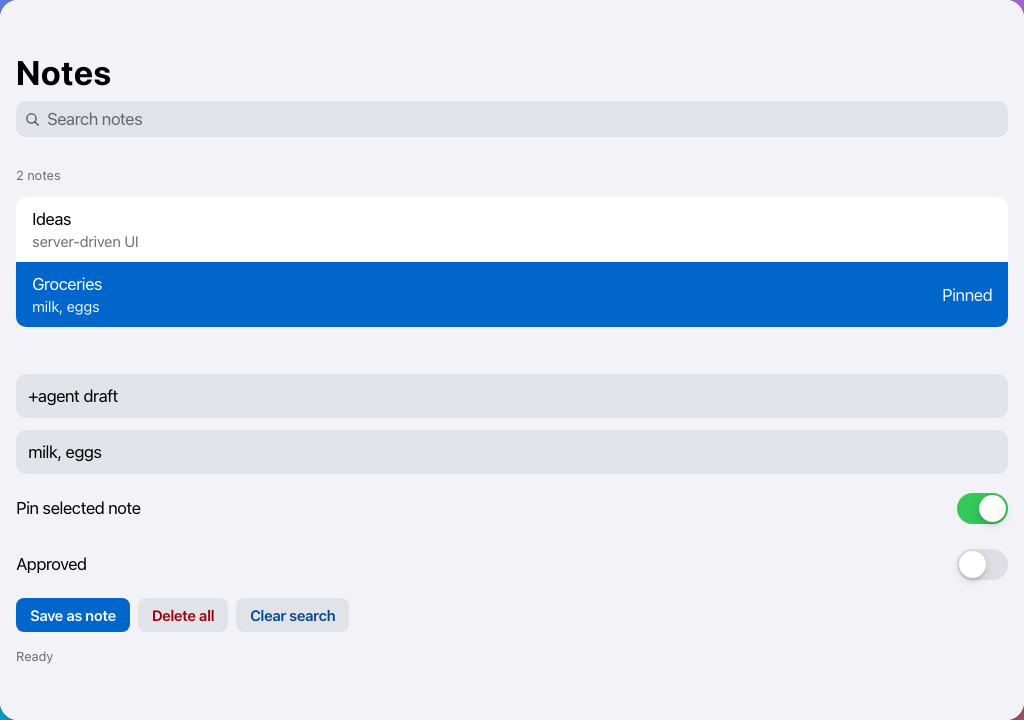 Notes
Search notes
2 notes
Ideas
server-driven UI
Groceries
milk, eggs
Pinned
+agent draft
milk, eggs
Pin selected note
Approved
Save as note
Delete all
Clear search
Ready